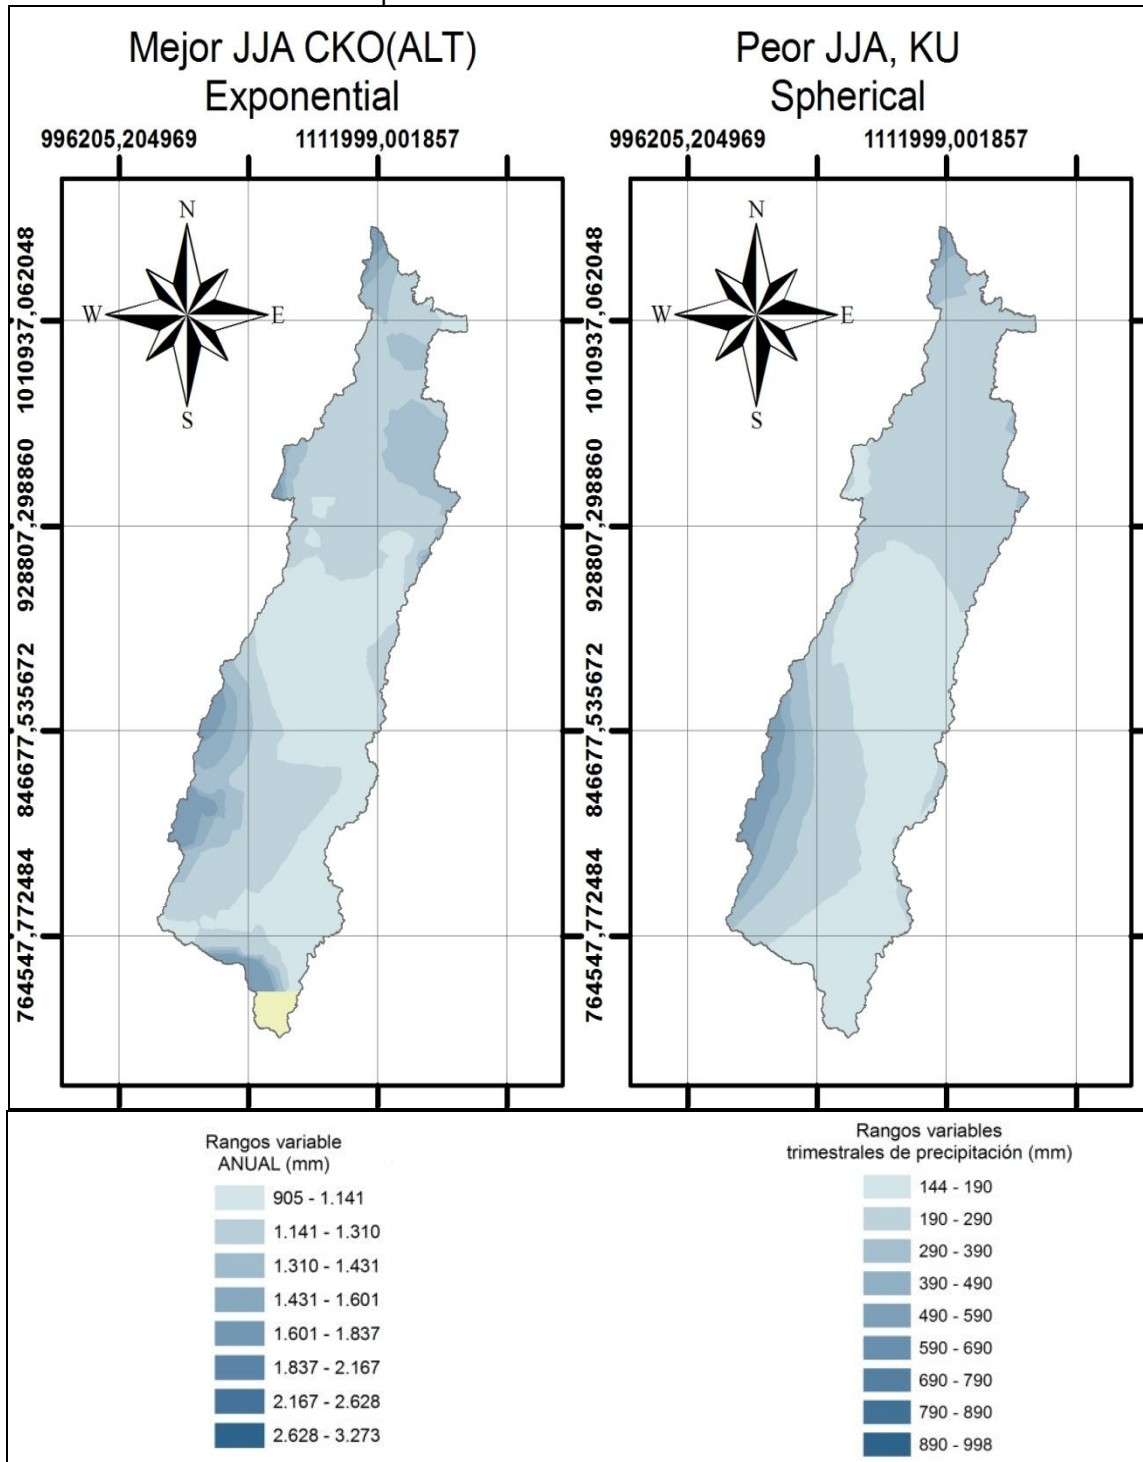 Mejor JJA CKO(ALT)
Exponential
Peor JJA, KU
Spherical
996205,204969
1111999,001857
996205,204969
1111999,001857
N
W
E
S
N
W
E
S
1010937,062048
928807,298860
846677,535672
764547,772484
1010937,062048
928807,298860
846677,535672
764547,772484
Rangos variable
ANUAL (mm)
905 - 1.141
1.141 - 1.310
1.310 - 1.431
1.431 - 1.601
1.601 - 1.837
1.837 - 2.167
2.167 - 2.628
2.628 - 3.273
Rangos variables
trimestrales de precipitación (mm)
144 - 190
190 - 290
290 - 390
390 - 490
490 - 590
590 - 690
690 - 790
790 - 890
890 - 998